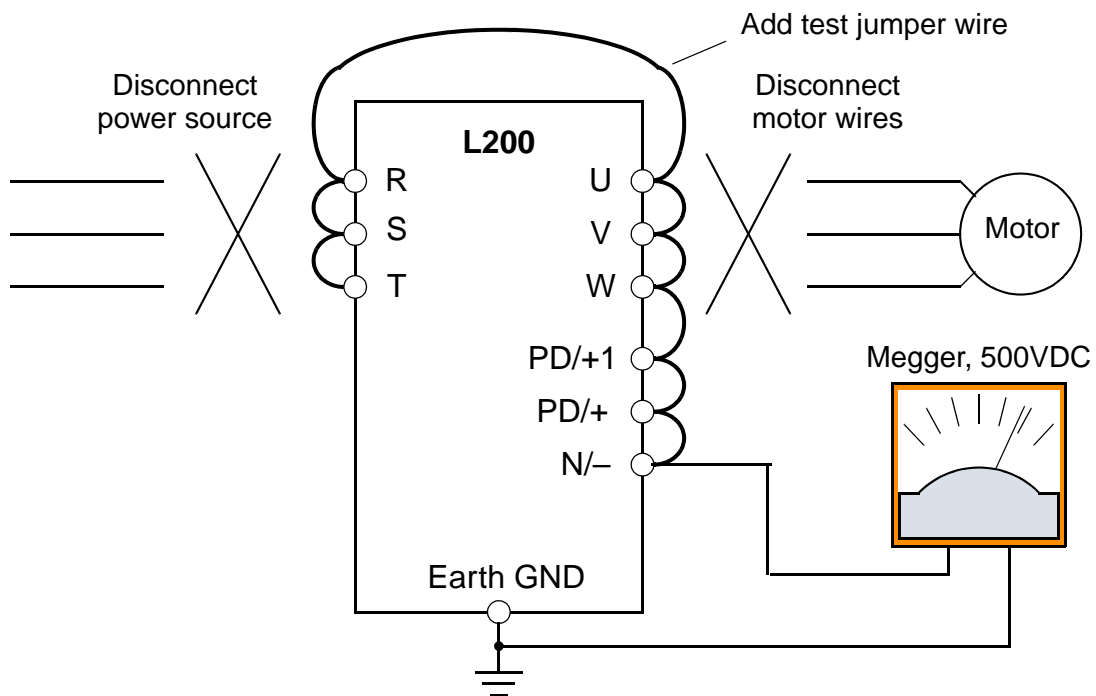 Add test jumper wire
Disconnect
power source
Disconnect
motor wires
L200
R
U
S
V
Motor
T
W
PD/+1
Megger, 500VDC
PD/+
N/–
Earth GND